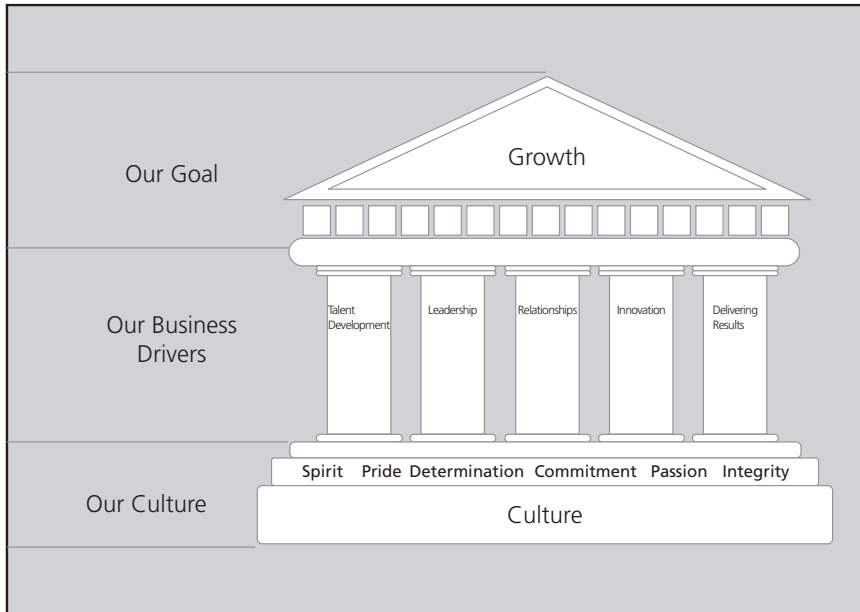 Our Goal
Growth
Our Business
Drivers
Talent
Development
Leadership
Relationships
Innovation
Delivering
Results
Our Culture
Spirit Pride Determination Commitment Passion Integrity
Culture